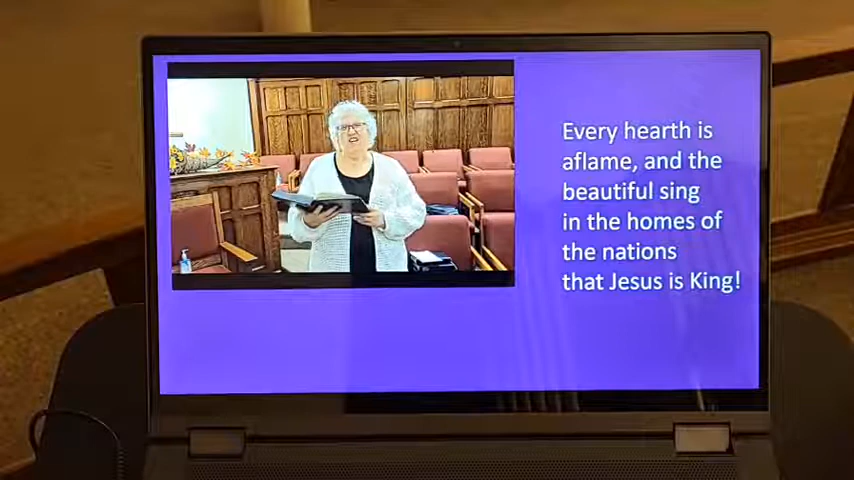 Every hearth is
aflame, and the
beautiful sing
in the homes of
the nations
that Jesus is King!